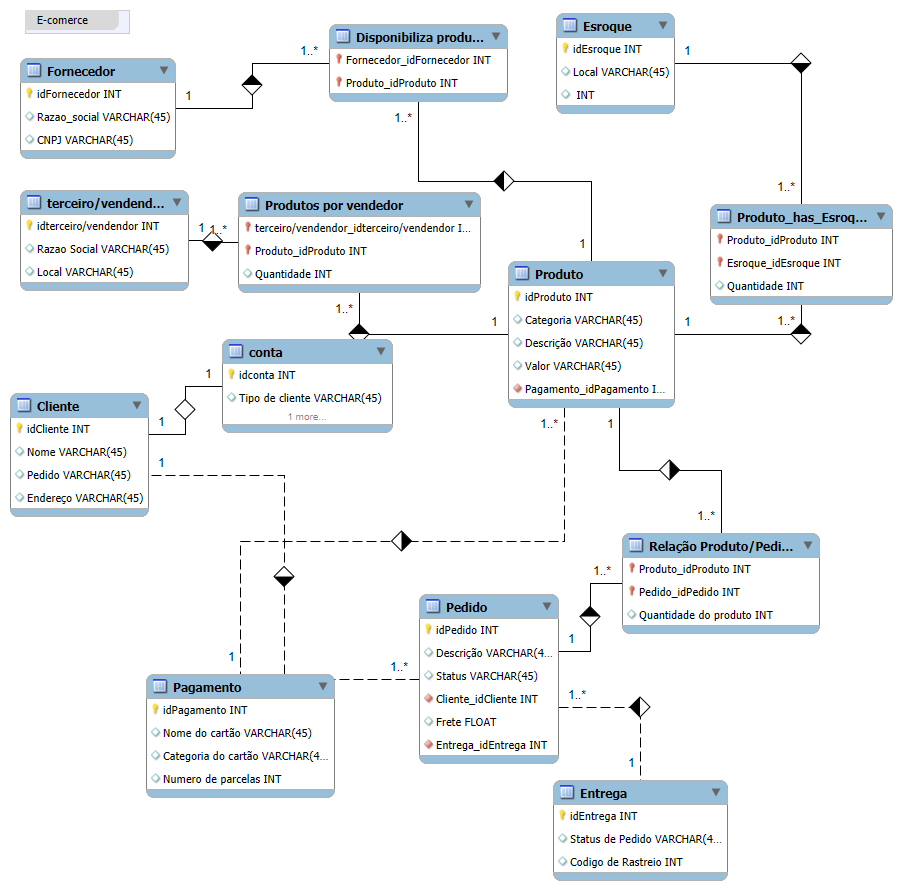 E-comerce
Fornecedor
idFornecedor INT
Razao_social VARCHAR(45)
CNPJ VARCHAR(45)
1
1..*
Disponibiliza produ...
Fornecedor_idFornecedor INT
Produto_idProduto INT
1..*
1
Esroque
idEsroque INT
Local VARCHAR(45)
INT
1
1..*
terceiro/vendend...
idterceiro/vendendor INT
Razao Social VARCHAR(45)
Local VARCHAR(45)
1
1..*
Produtos por vendedor
terceiro/vendendor_idterceiro/vendendor I...
Produto_idProduto INT
Quantidade INT
1..*
1
Produto_has_Esroq...
Produto_idProduto INT
Esroque_idEsroque INT
Quantidade INT
1..*
1
Produto
idProduto INT
Categoria VARCHAR(45)
Descrição VARCHAR(45)
Valor VARCHAR(45)
Pagamento_idPagamento I...
1..*
1
conta
idconta INT
Tipo de cliente VARCHAR(45)
1 more...
1
Cliente
idCliente INT
Nome VARCHAR(45)
Pedido VARCHAR(45)
Endereço VARCHAR(45)
1
1
1..*
Relação Produto/Pedi...
Produto_idProduto INT
Pedido_idPedido INT
Quantidade do produto INT
1..*
1
Pedido
idPedido INT
Descrição VARCHAR(4...
Status VARCHAR(45)
Cliente_idCliente INT
Frete FLOAT
Entrega_idEntrega INT
1..*
1..*
1
1
Pagamento
idPagamento INT
Nome do cartão VARCHAR(45)
Categoria do cartão VARCHAR(4...
Numero de parcelas INT
Entrega
idEntrega INT
Status de Pedido VARCHAR(4...
Codigo de Rastreio INT